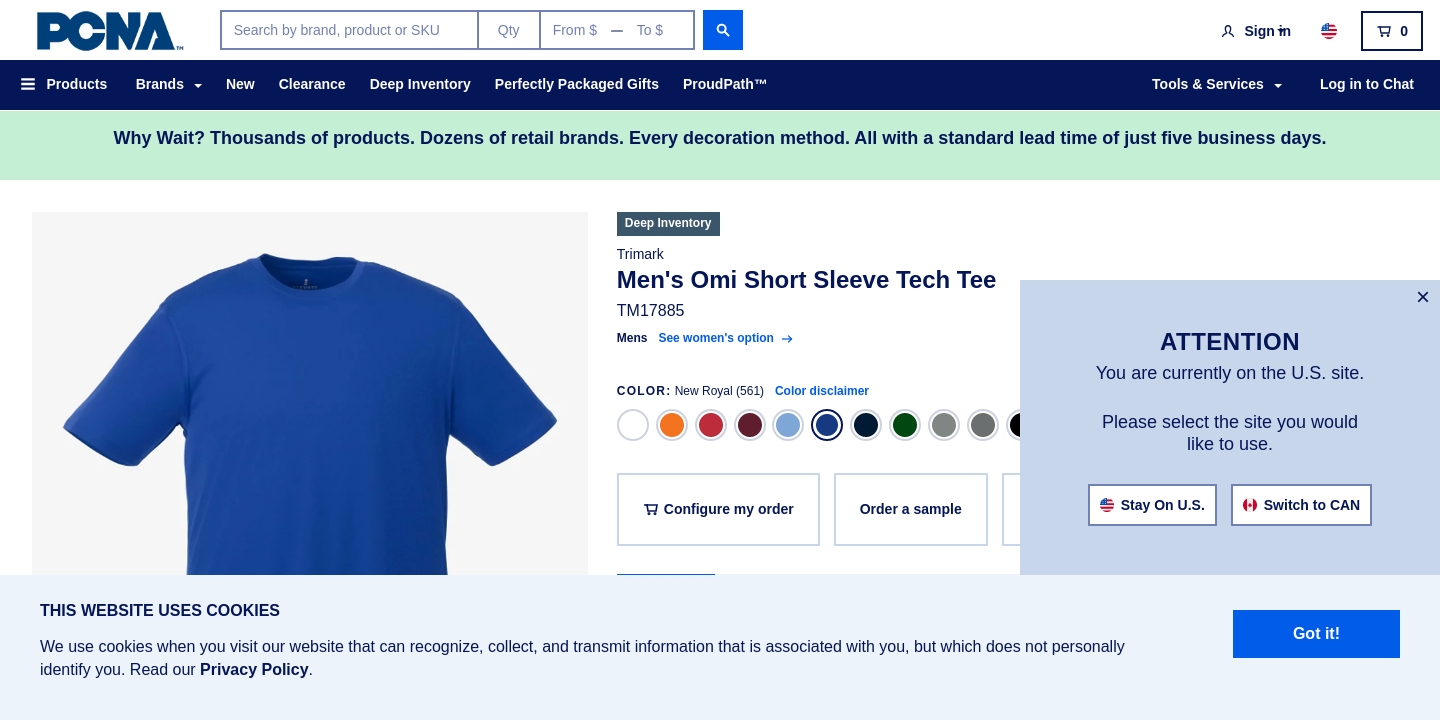 PCNA™
Search by brand, product or SKU
Qty
From $ — To $
Sign in
0
Products
Brands
New
Clearance
Deep Inventory
Perfectly Packaged Gifts
ProudPath™
Tools & Services
Log in to Chat
Why Wait? Thousands of products. Dozens of retail brands. Every decoration method. All with a standard lead time of just five business days.
Deep Inventory
Trimark
Men's Omi Short Sleeve Tech Tee
TM17885
Mens See women's option
COLOR: New Royal (561) Color disclaimer
Configure my order
Order a sample
×
ATTENTION
You are currently on the U.S. site.
Please select the site you would
like to use.
Stay On U.S.
Switch to CAN
THIS WEBSITE USES COOKIES
We use cookies when you visit our website that can recognize, collect, and transmit information that is associated with you, but which does not personally
identify you. Read our Privacy Policy.
Got it!